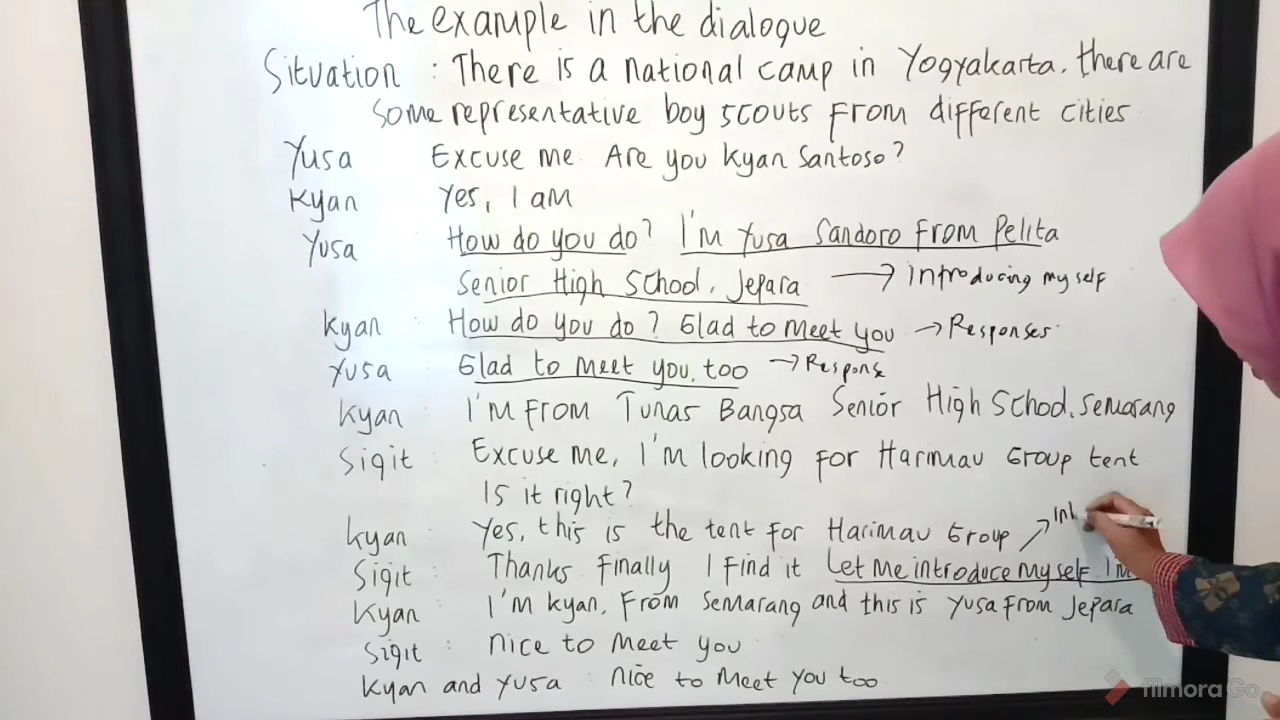 The example in the dialogue
Situation : There is a national camp in Yogyakarta. there are
some representative boy scouts from different cities
Yusa Excuse me Are you Kyan Santoso?
Kyan Yes, I am
Yusa How do you do? I'm Yusa Sandoro From Pelita
Senior High School, Jepara → introducing my self
Kyan : How do you do? Glad to meet you → Responses
Yusa : Glad to meet you, too → Response
Kyan : I'm from Tunas Bangsa Senior High School, Semarang
Sigit : Excuse me, I'm looking for Harimau Group tent
Is it right?
Kyan : Yes, this is the tent for Harimau Group →
Sigit : Thanks Finally I find it Let me introduce my self. I'm
Kyan : I'm Kyan, From Semarang and this is Yusa from Jepara
Sigit : Nice to meet you
Kyan and Yusa : Nice to meet you too
filmora Go